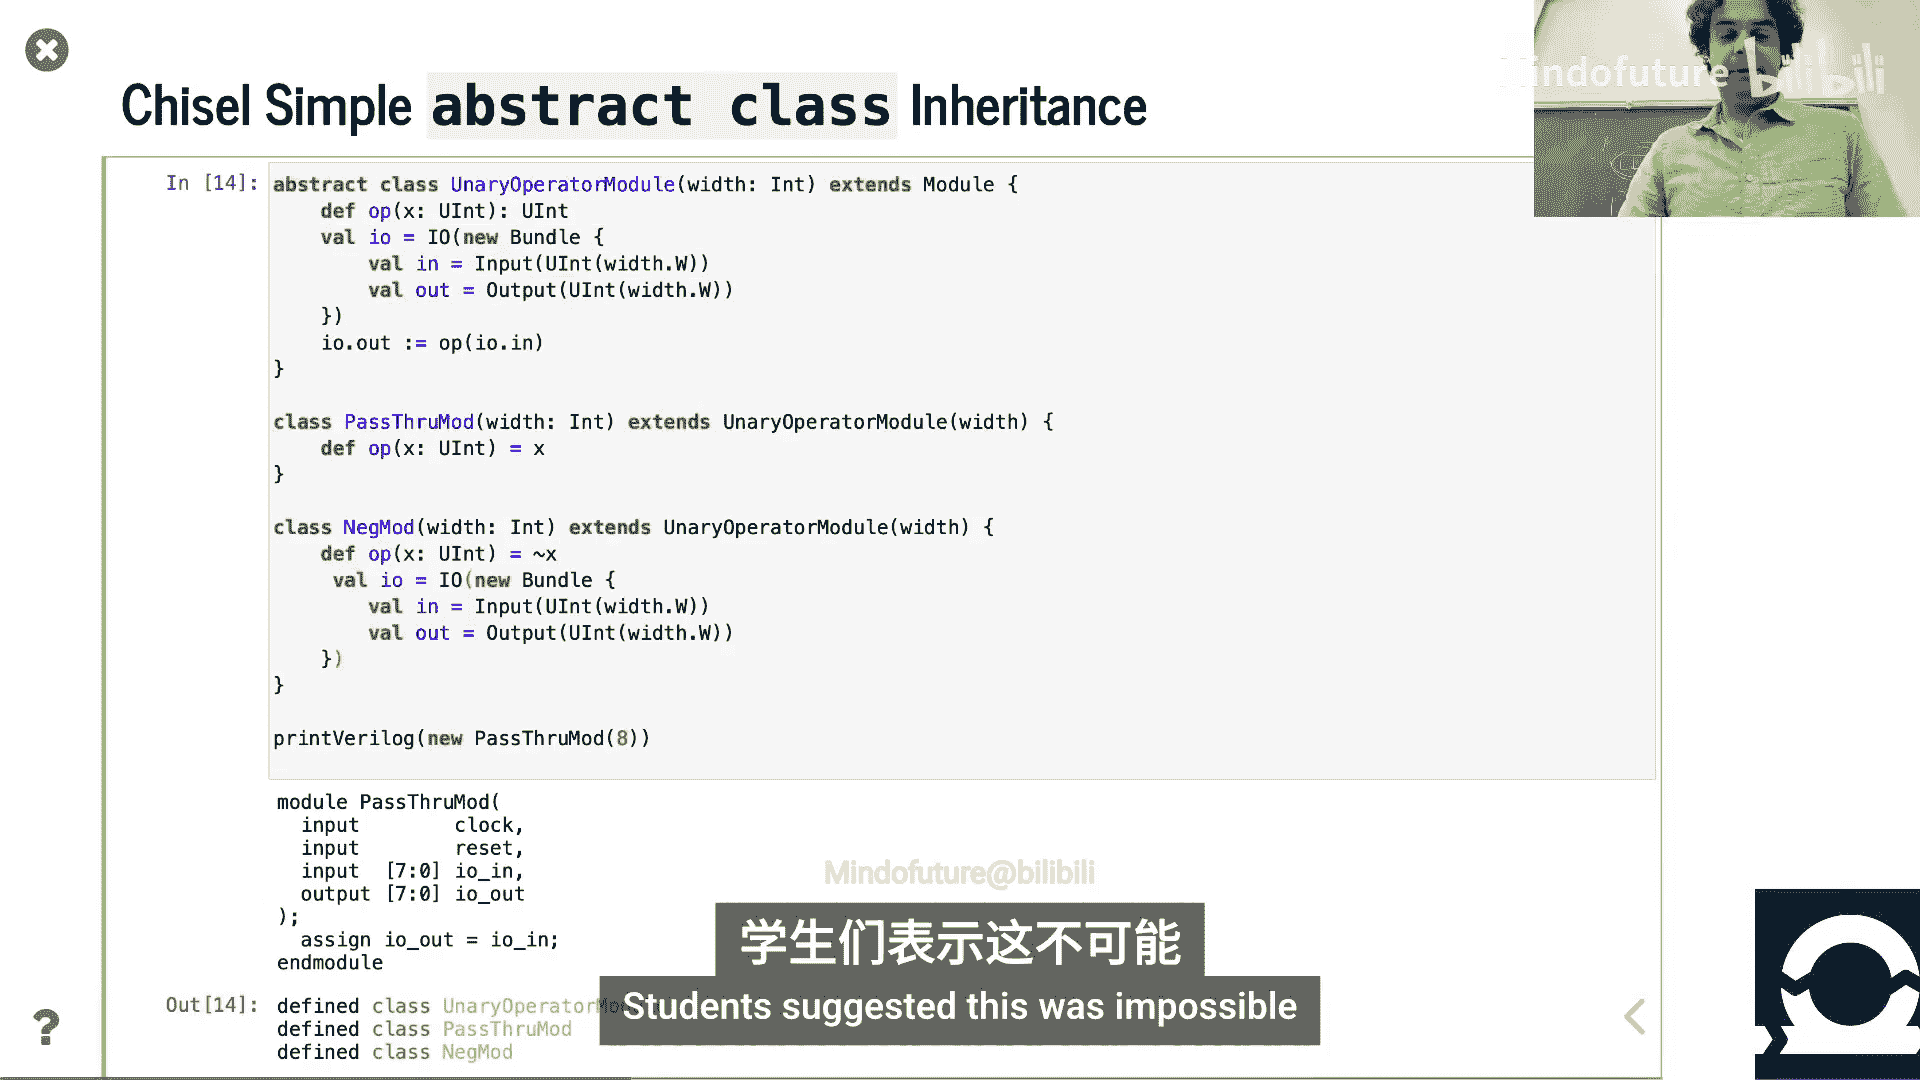 Chisel Simple abstract class Inheritance
Mindofuture bilibili
In [14]:
abstract class UnaryOperatorModule(width: Int) extends Module {
    def op(x: UInt): UInt
    val io = IO(new Bundle {
        val in = Input(UInt(width.W))
        val out = Output(UInt(width.W))
    })
    io.out := op(io.in)
}
class PassThruMod(width: Int) extends UnaryOperatorModule(width) {
    def op(x: UInt) = x
}
class NegMod(width: Int) extends UnaryOperatorModule(width) {
    def op(x: UInt) = ~x
     val io = IO(new Bundle {
        val in = Input(UInt(width.W))
        val out = Output(UInt(width.W))
    })
}
printVerilog(new PassThruMod(8))
module PassThruMod(
  input        clock,
  input        reset,
  input  [7:0] io_in,
  output [7:0] io_out
);
  assign io_out = io_in;
endmodule
Mindofuture@bilibili
学生们表示这不可能
Out[14]: defined class UnaryOperatorMo
Students suggested this was impossible
defined class PassThruMod
defined class NegMod
?